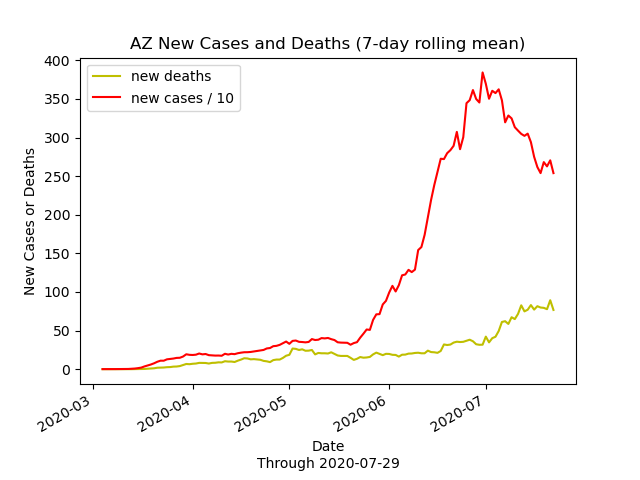 AZ New Cases and Deaths (7-day rolling mean)
new deaths
new cases / 10
400
350
300
250
200
150
100
50
0
New Cases or Deaths
2020-03
2020-04
2020-05
2020-06
2020-07
Date
Through 2020-07-29